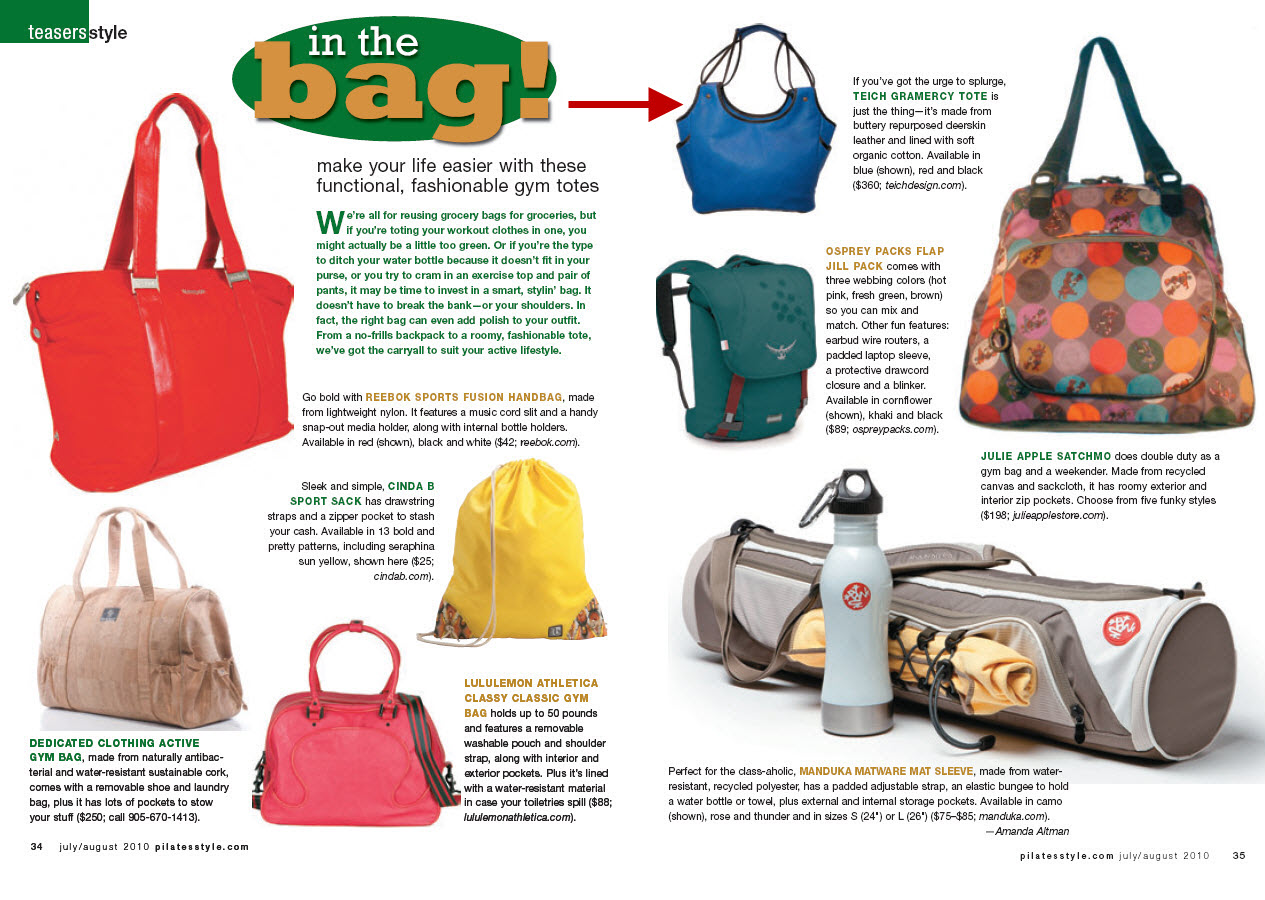 teasersstyle
in the
bag!
make your life easier with these
functional, fashionable gym totes
We're all for reusing grocery bags for groceries, but
if you're toting your workout clothes in one, you
might actually be a little too green. Or if you're the type
to ditch your water bottle because it doesn't fit in your
purse, or you try to cram in an exercise top and pair of
pants, it may be time to invest in a smart, stylin' bag. It
doesn't have to break the bank—or your shoulders. In
fact, the right bag can even add polish to your outfit.
From a no-frills backpack to a roomy, fashionable tote,
we've got the carryall to suit your active lifestyle.
Go bold with REEBOK SPORTS FUSION HANDBAG, made
from lightweight nylon. It features a music cord slit and a handy
snap-out media holder, along with internal bottle holders.
Available in red (shown), black and white ($42; reebok.com).
Sleek and simple, CINDA B
SPORT SACK has drawstring
straps and a zipper pocket to stash
your cash. Available in 13 bold and
pretty patterns, including seraphina
sun yellow, shown here ($25;
cindab.com).
DEDICATED CLOTHING ACTIVE
GYM BAG, made from naturally antibac-
terial and water-resistant sustainable cork,
comes with a removable shoe and laundry
bag, plus it has lots of pockets to stow
your stuff ($250; call 905-670-1413).
LULULEMON ATHLETICA
CLASSY CLASSIC GYM
BAG holds up to 50 pounds
and features a removable
washable pouch and shoulder
strap, along with interior and
exterior pockets. Plus it's lined
with a water-resistant material
in case your toiletries spill ($88;
lululemonathletica.com).
34 july/august 2010 pilatesstyle.com
If you've got the urge to splurge,
TEICH GRAMERCY TOTE is
just the thing—it's made from
buttery repurposed deerskin
leather and lined with soft
organic cotton. Available in
blue (shown), red and black
($360; teichdesign.com).
OSPREY PACKS FLAP
JILL PACK comes with
three webbing colors (hot
pink, fresh green, brown)
so you can mix and
match. Other fun features:
earbud wire routers, a
padded laptop sleeve,
a protective drawcord
closure and a blinker.
Available in cornflower
(shown), khaki and black
($89; ospreypacks.com).
JULIE APPLE SATCHMO does double duty as a
gym bag and a weekender. Made from recycled
canvas and sackcloth, it has roomy exterior and
interior zip pockets. Choose from five funky styles
($198; julieapplestore.com).
Perfect for the class-aholic, MANDUKA MATWARE MAT SLEEVE, made from water-
resistant, recycled polyester, has a padded adjustable strap, an elastic bungee to hold
a water bottle or towel, plus external and internal storage pockets. Available in camo
(shown), rose and thunder and in sizes S (24") or L (26") ($75–$85; manduka.com).
—Amanda Altman
pilatesstyle.com july/august 2010 35